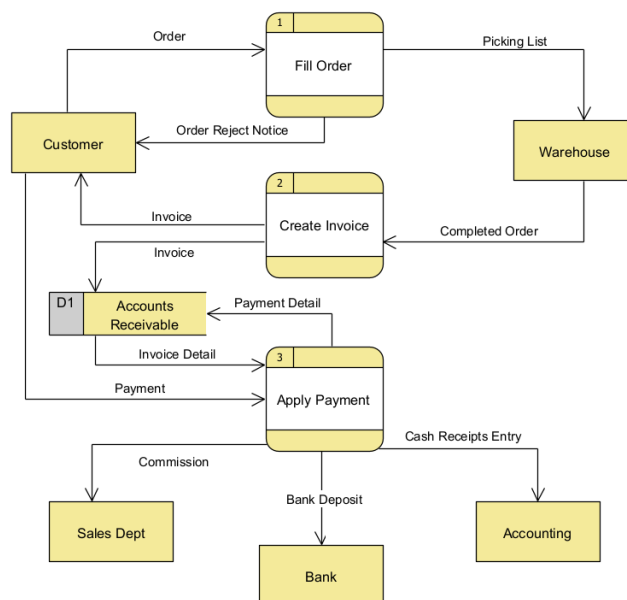 1
Order
Picking List
Fill Order
Order Reject Notice
Customer
Warehouse
2
Invoice
Create Invoice
Completed Order
Invoice
D1
Accounts
Receivable
Payment Detail
Invoice Detail
3
Payment
Apply Payment
Cash Receipts Entry
Commission
Bank Deposit
Sales Dept
Accounting
Bank